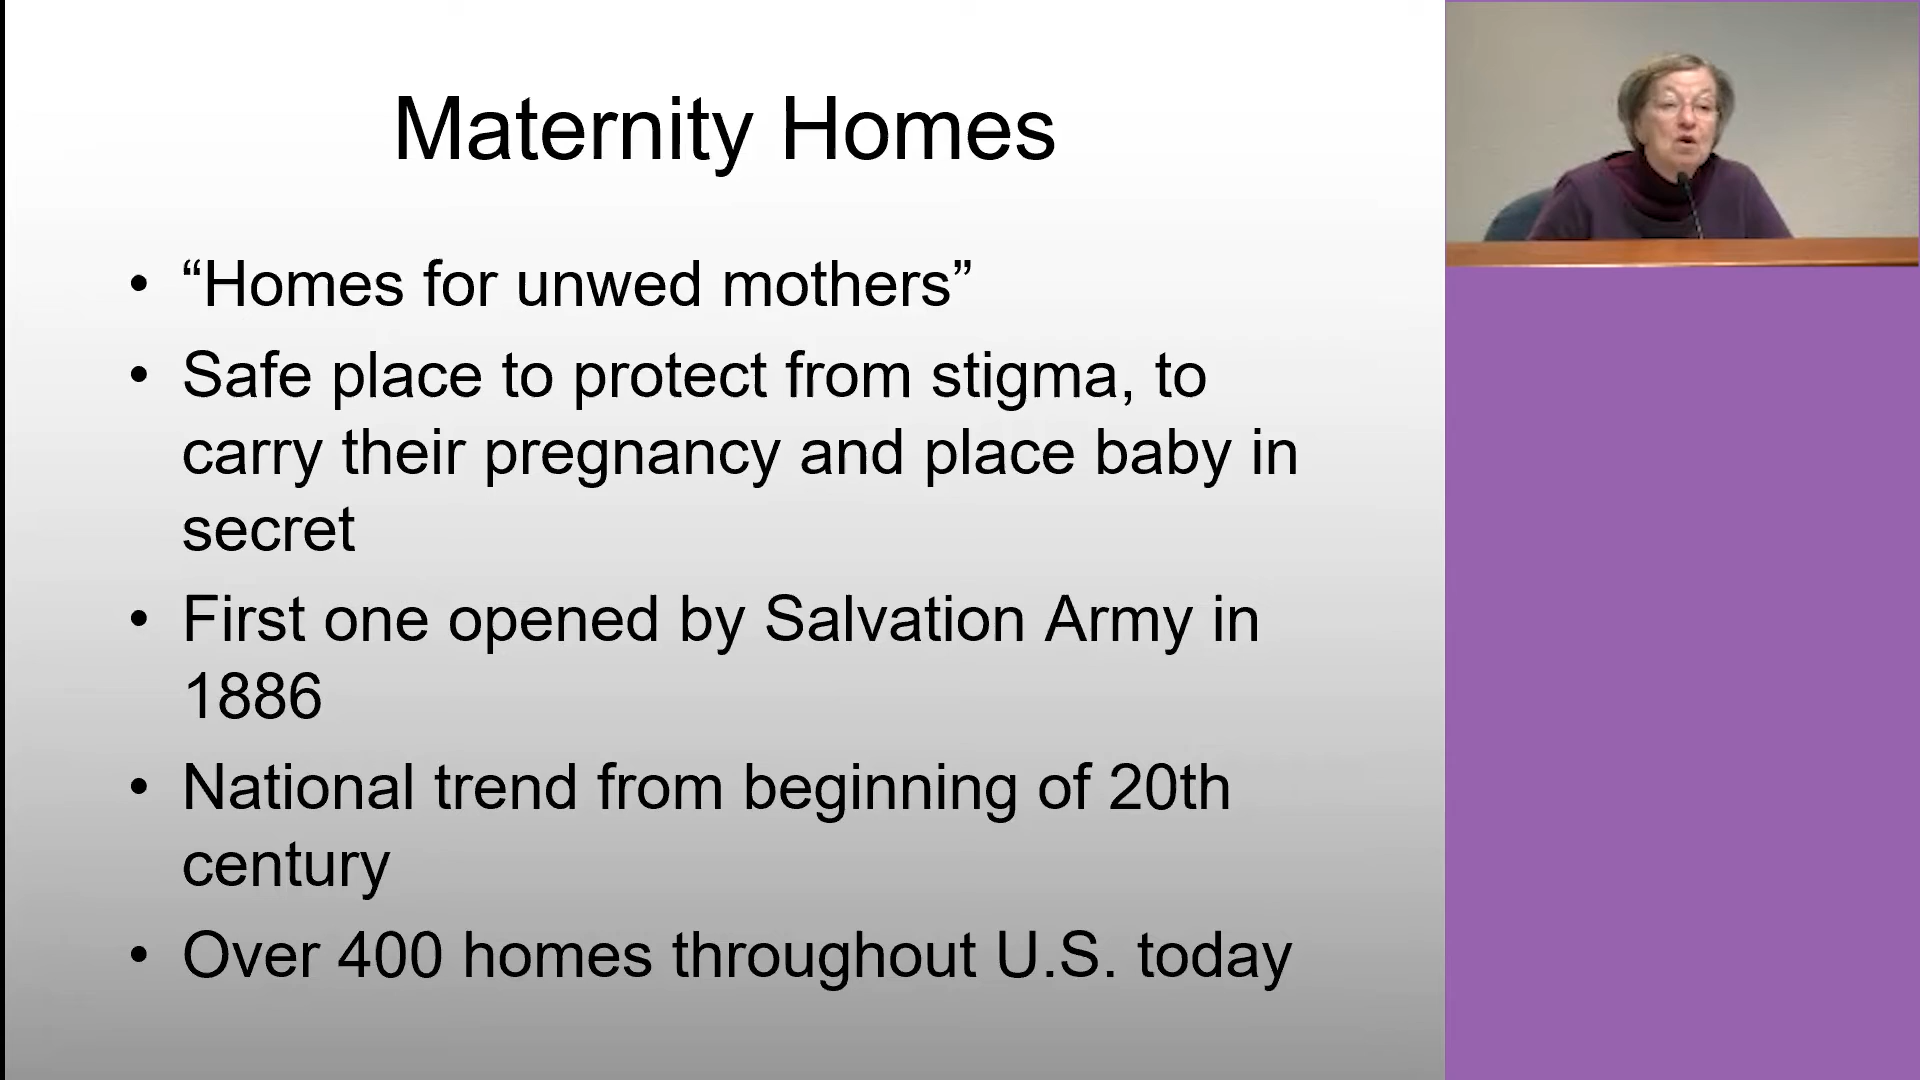 Maternity Homes
• “Homes for unwed mothers”
• Safe place to protect from stigma, to
carry their pregnancy and place baby in
secret
• First one opened by Salvation Army in
1886
• National trend from beginning of 20th
century
• Over 400 homes throughout U.S. today